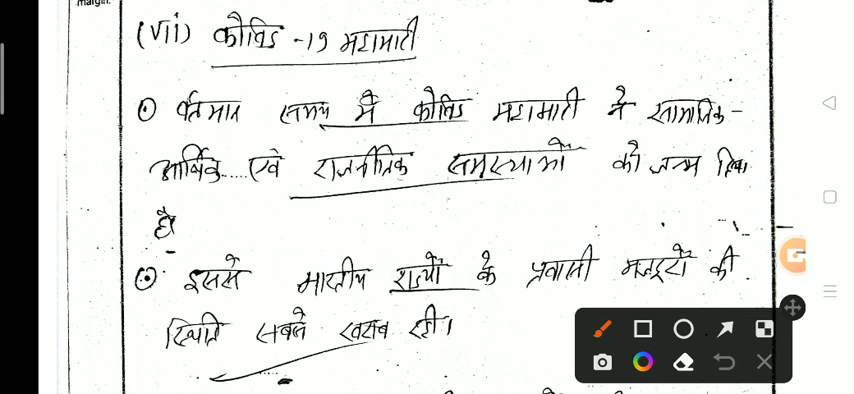 margin.
(vii) कोविड -19 महामारी
वर्तमान समय में कोविड महामारी ने सामाजिक-
आर्थिक एवं राजनीतिक समस्याओं को जन्म दिया
है।
इससे भारतीय राज्यों के प्रवासी मजदूरों की
स्थिति सबसे खराब रही।